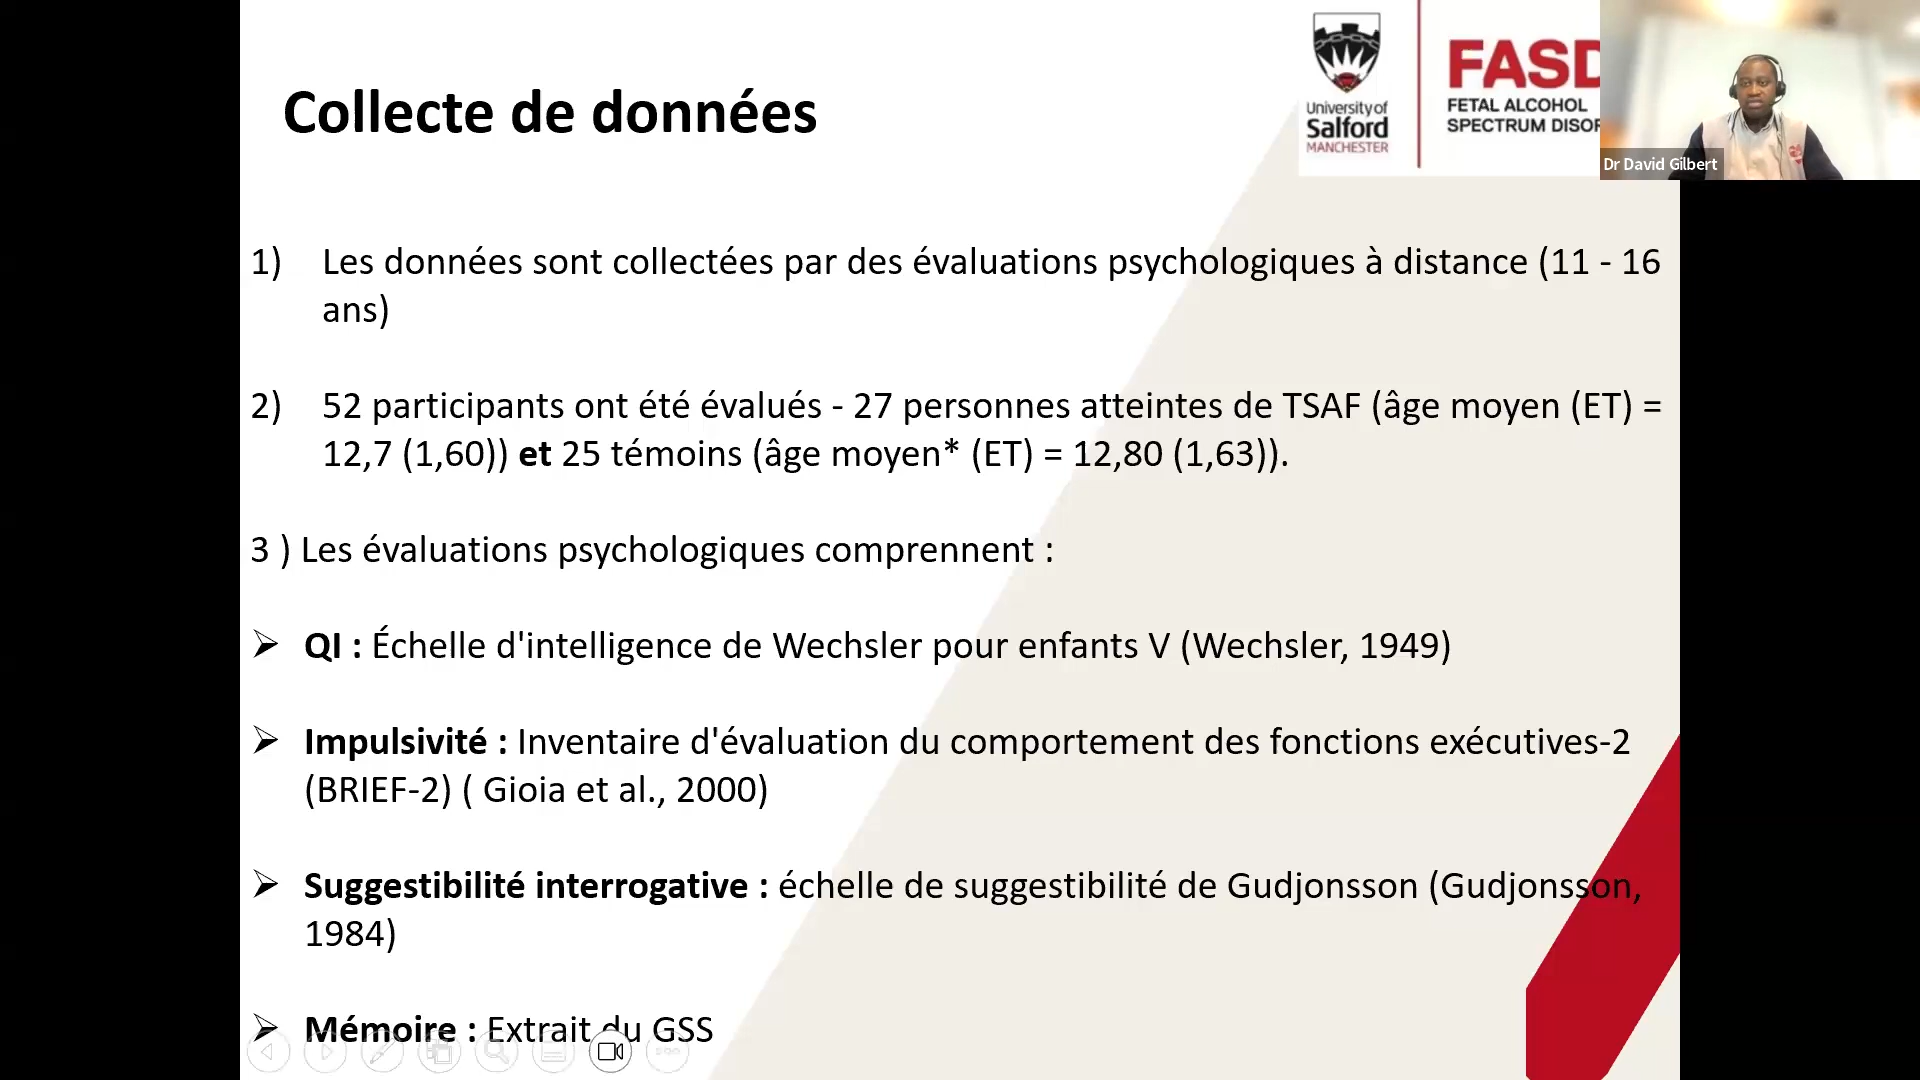 Collecte de données
University of
Salford
MANCHESTER
FASD
FETAL ALCOHOL
SPECTRUM DISOR
Dr David Gilbert
1) Les données sont collectées par des évaluations psychologiques à distance (11 - 16
ans)
2) 52 participants ont été évalués - 27 personnes atteintes de TSAF (âge moyen (ET) =
12,7 (1,60)) et 25 témoins (âge moyen* (ET) = 12,80 (1,63)).
3 ) Les évaluations psychologiques comprennent :
➢ QI : Échelle d'intelligence de Wechsler pour enfants V (Wechsler, 1949)
➢ Impulsivité : Inventaire d'évaluation du comportement des fonctions exécutives-2
(BRIEF-2) ( Gioia et al., 2000)
➢ Suggestibilité interrogative : échelle de suggestibilité de Gudjonsson (Gudjonsson,
1984)
➢ Mémoire : Extrait du GSS